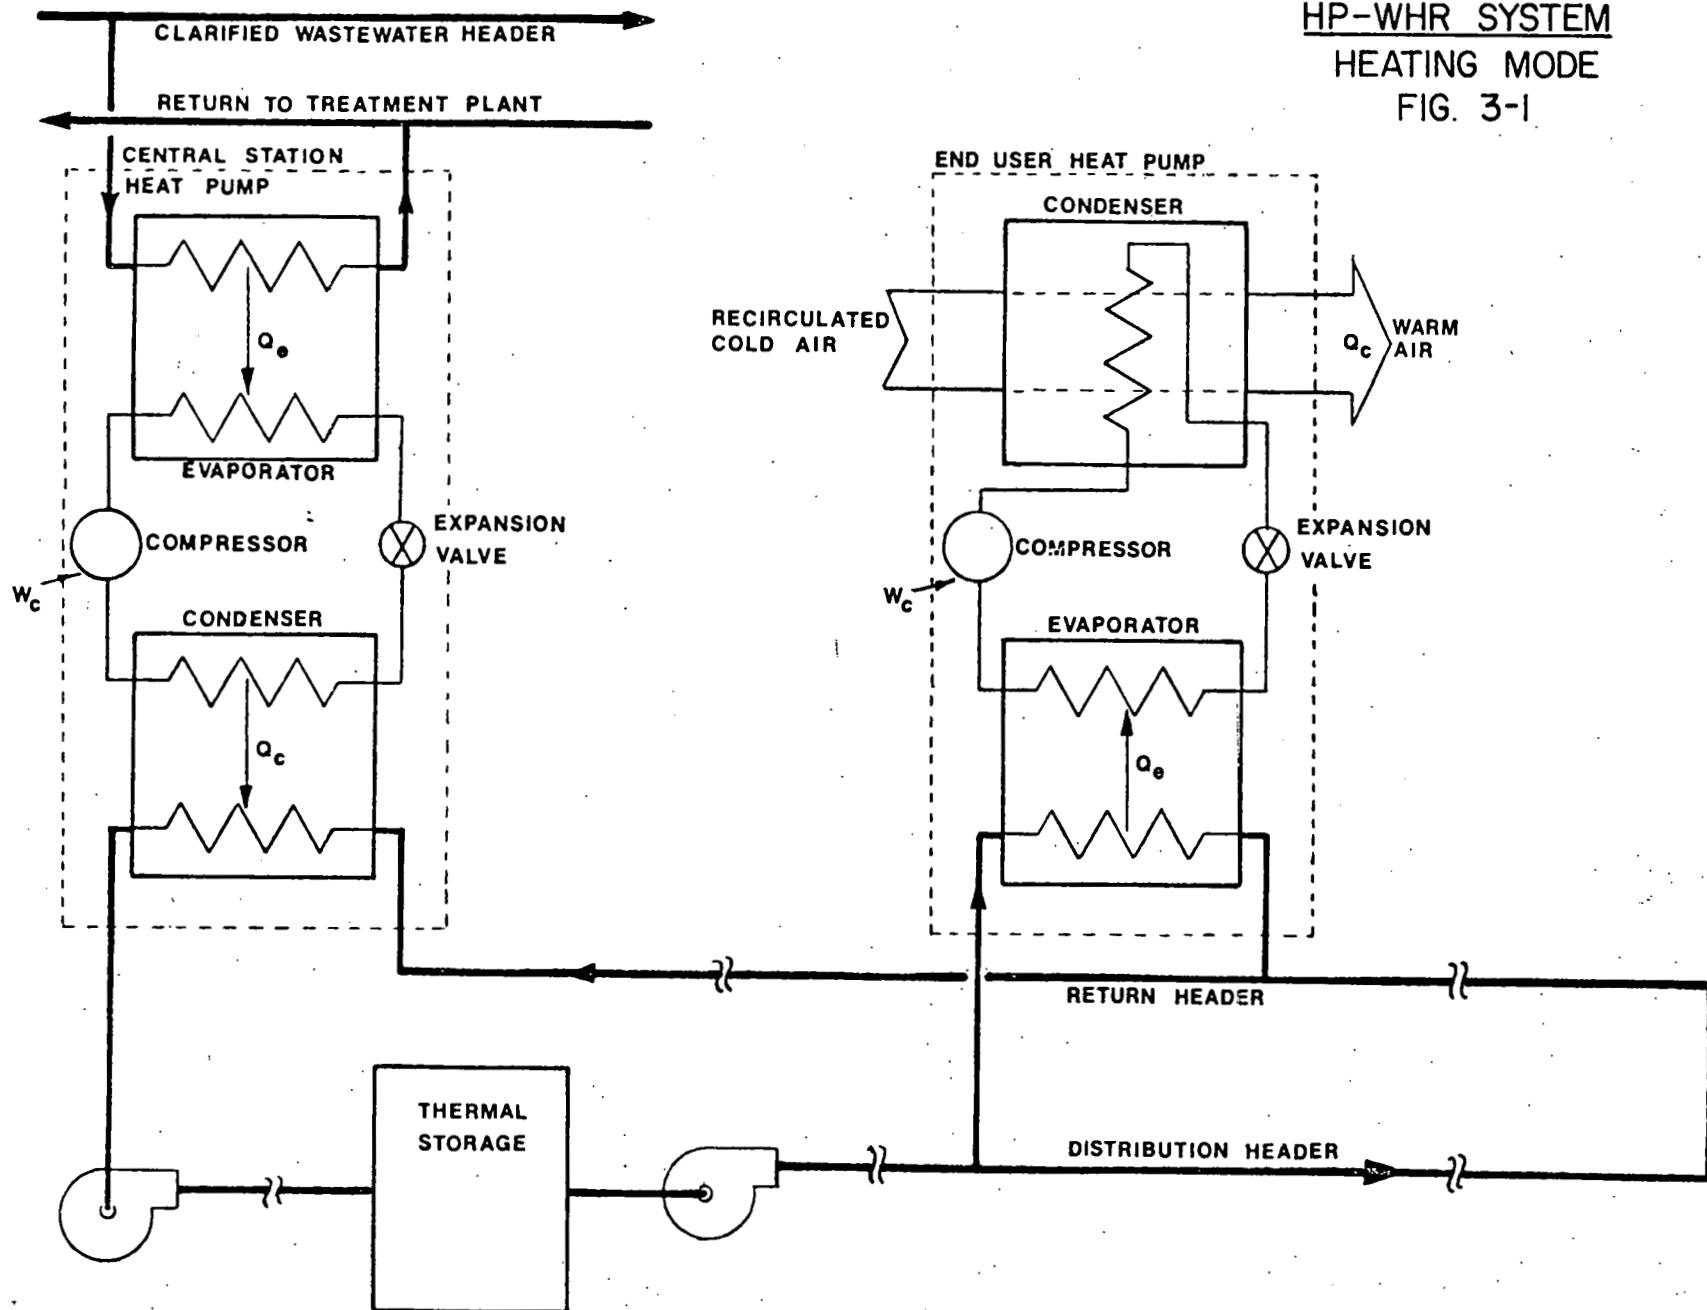 HP-WHR SYSTEM
HEATING MODE
FIG. 3-1
CLARIFIED WASTEWATER HEADER
RETURN TO TREATMENT PLANT
CENTRAL STATION
HEAT PUMP
Qe
EVAPORATOR
COMPRESSOR
EXPANSION
VALVE
Wc
CONDENSER
Qc
END USER HEAT PUMP
CONDENSER
RECIRCULATED
COLD AIR
Qc
WARM
AIR
COMPRESSOR
EXPANSION
VALVE
Wc
EVAPORATOR
Qe
RETURN HEADER
THERMAL
STORAGE
DISTRIBUTION HEADER